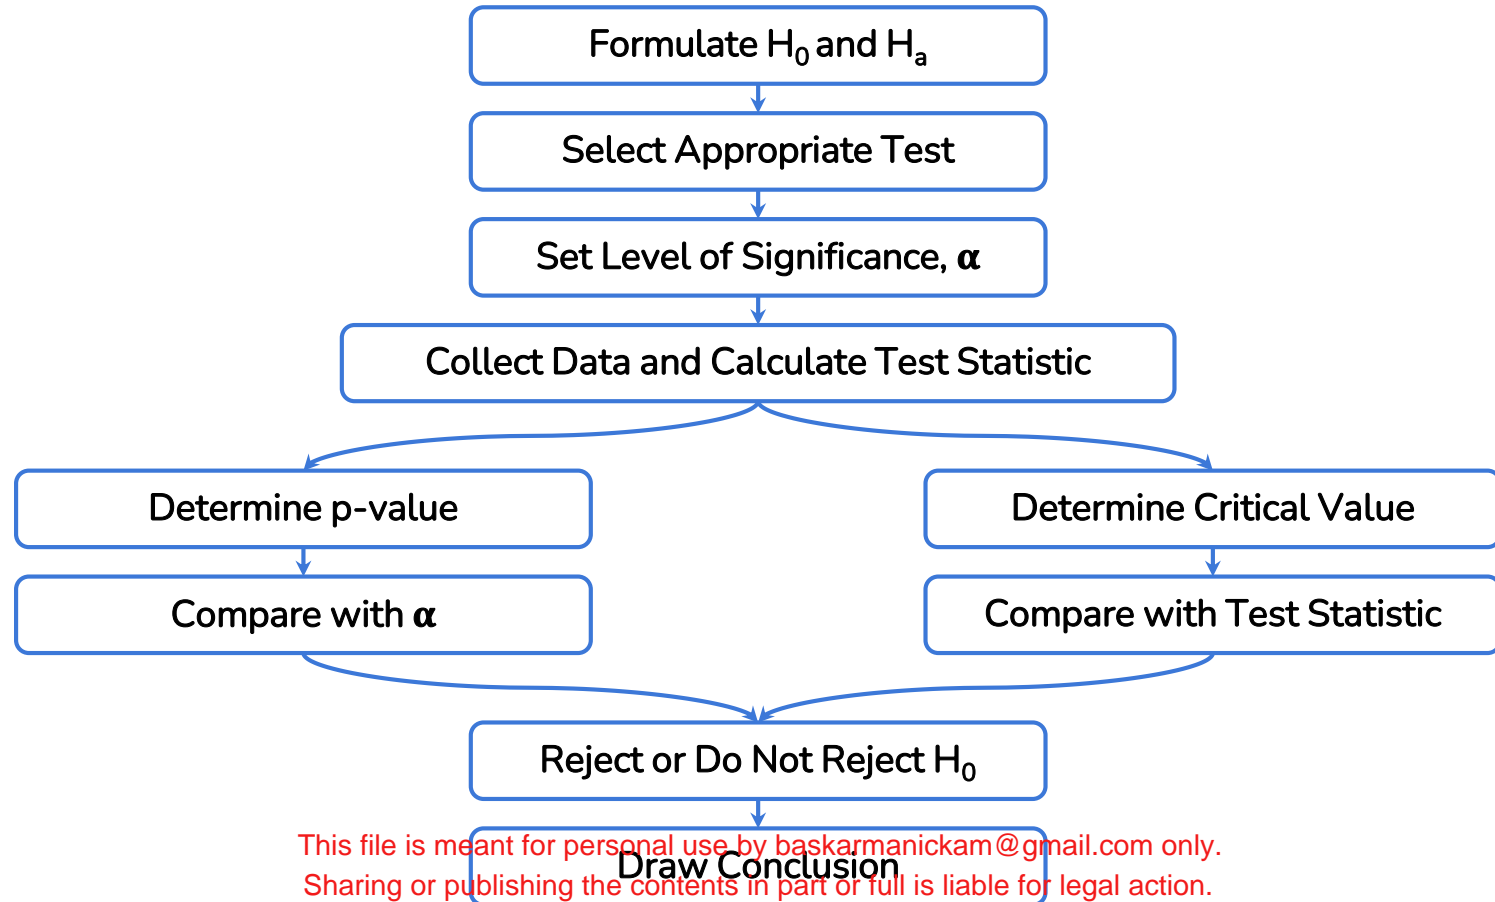 Formulate H₀ and Hₐ
Select Appropriate Test
Set Level of Significance, α
Collect Data and Calculate Test Statistic
Determine p-value
Compare with α
Determine Critical Value
Compare with Test Statistic
Reject or Do Not Reject H₀
Draw Conclusion
This file is meant for personal use by baskarmanickam@gmail.com only.
Sharing or publishing the contents in part or full is liable for legal action.